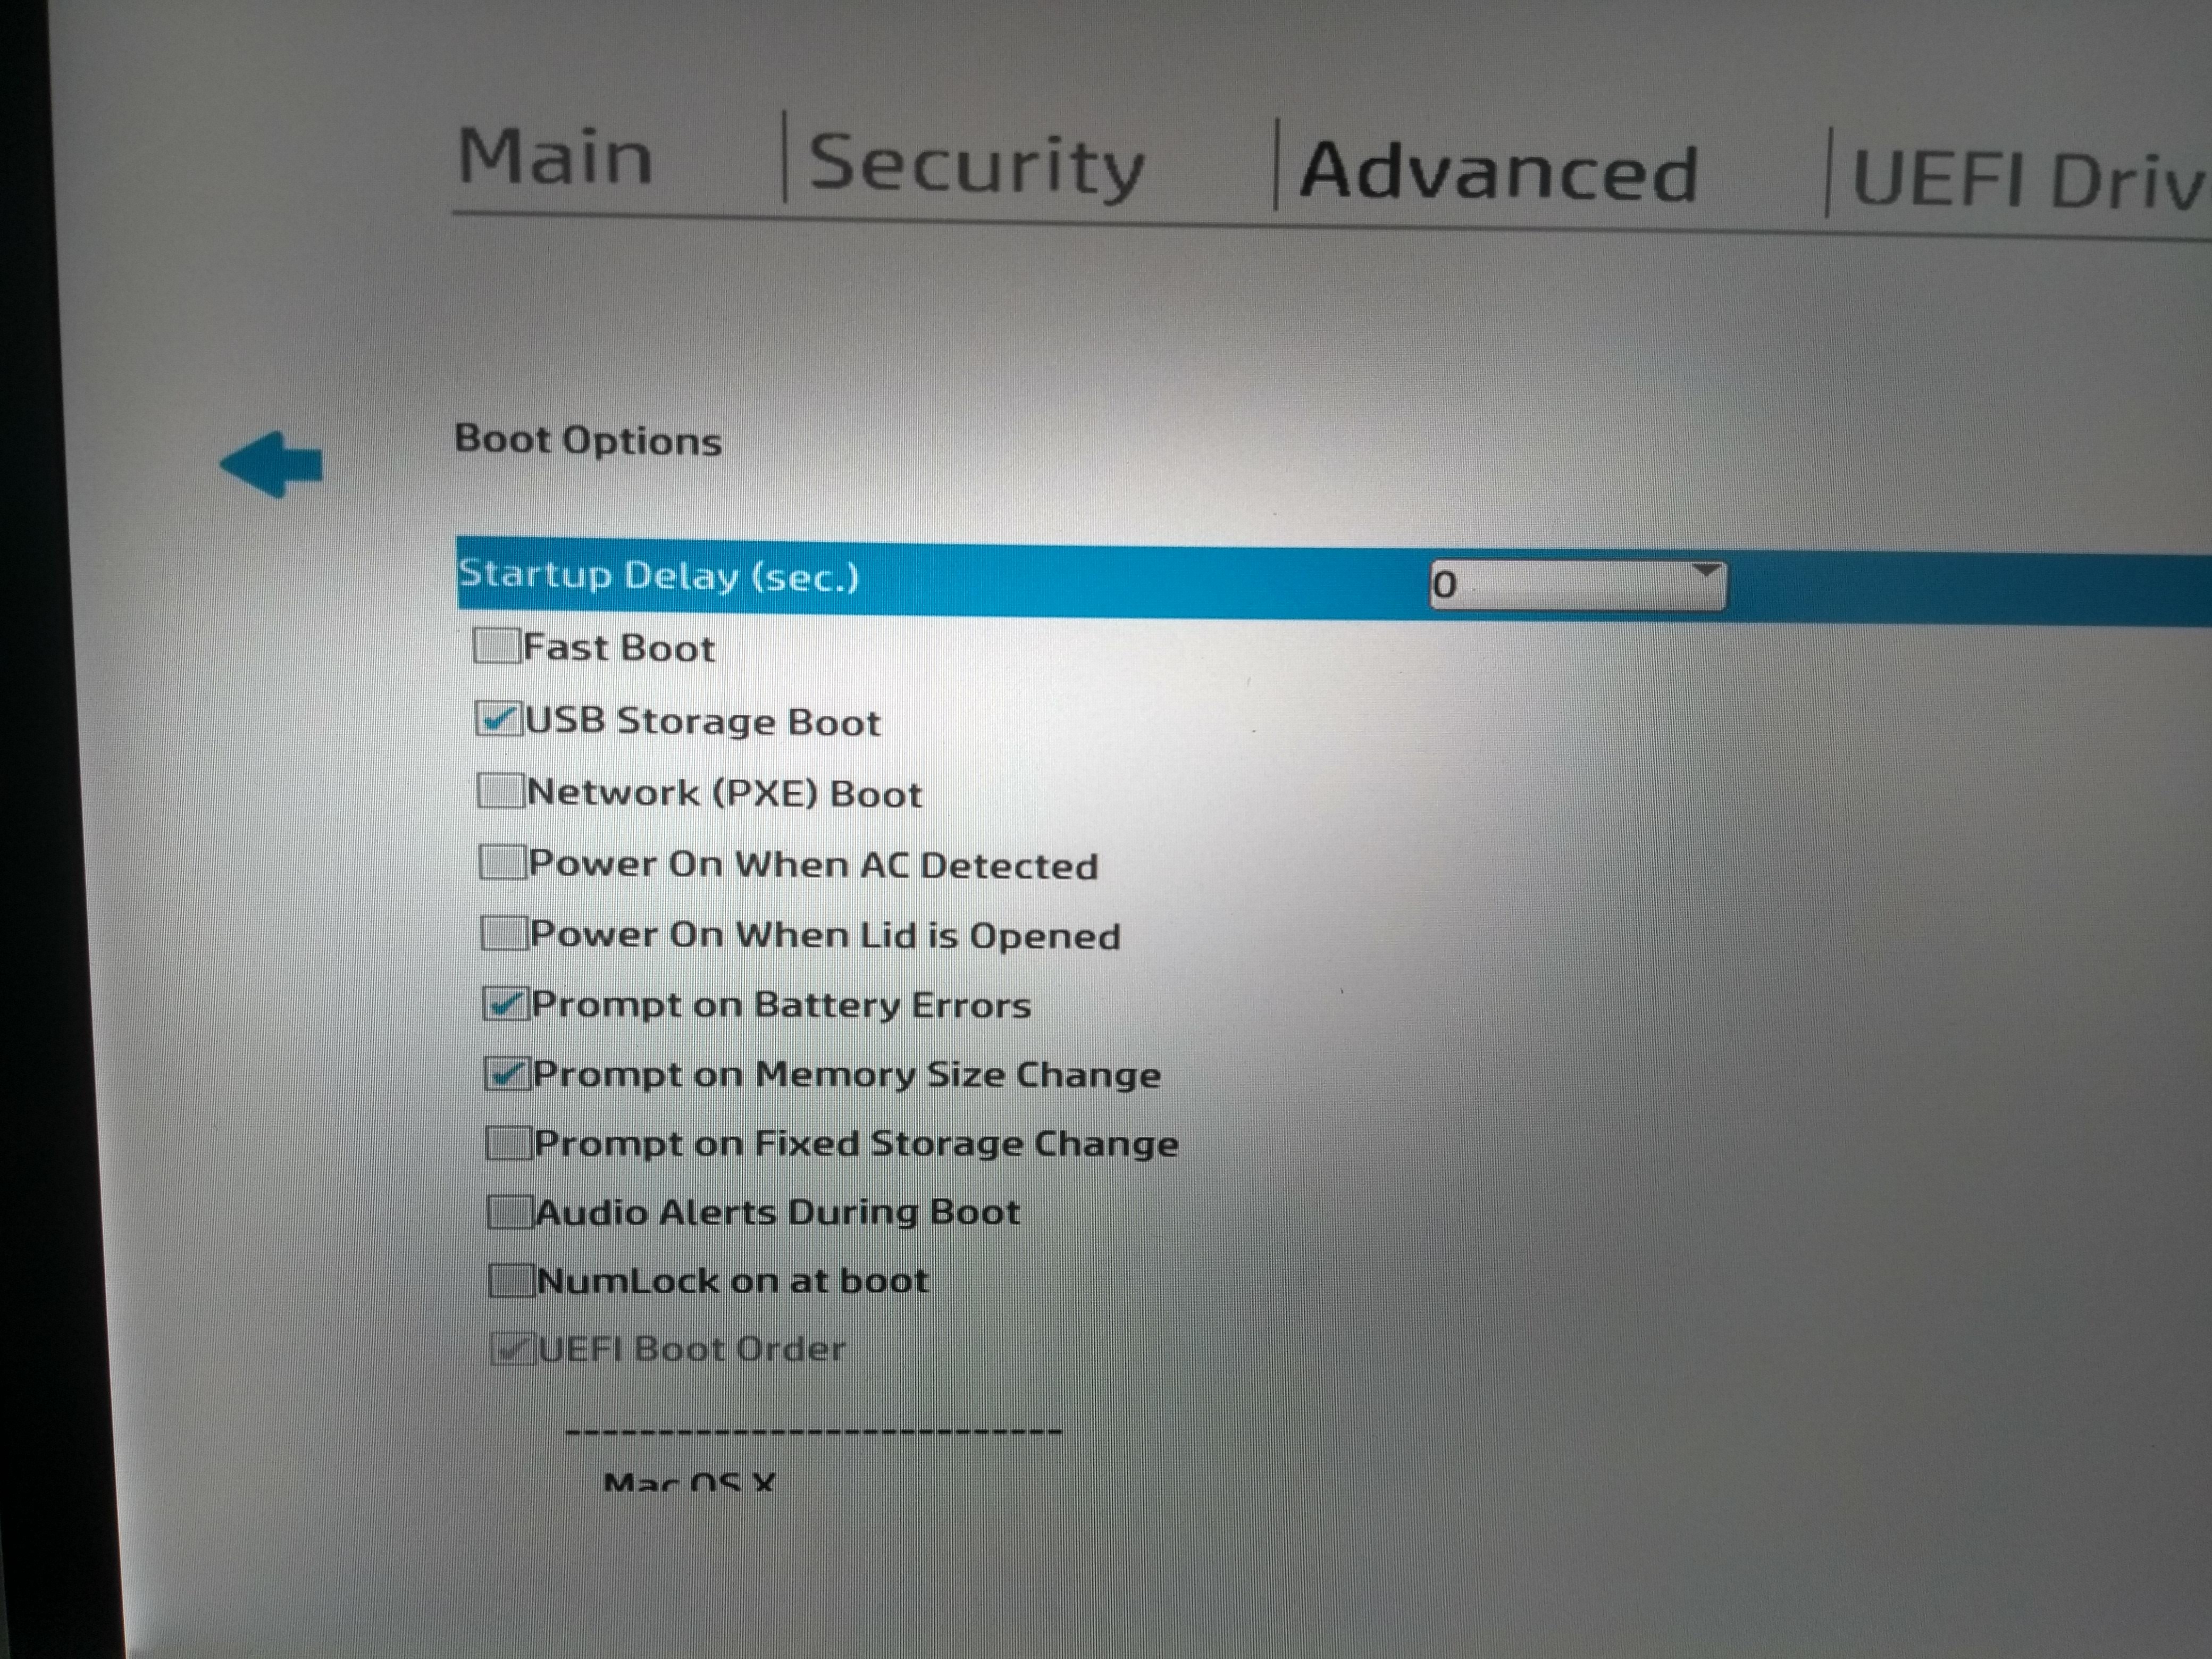 Main Security Advanced UEFI Driv
Boot Options
Startup Delay (sec.) 0
Fast Boot
USB Storage Boot
Network (PXE) Boot
Power On When AC Detected
Power On When Lid is Opened
Prompt on Battery Errors
Prompt on Memory Size Change
Prompt on Fixed Storage Change
Audio Alerts During Boot
NumLock on at boot
UEFI Boot Order
--------------------------
Mac OS X